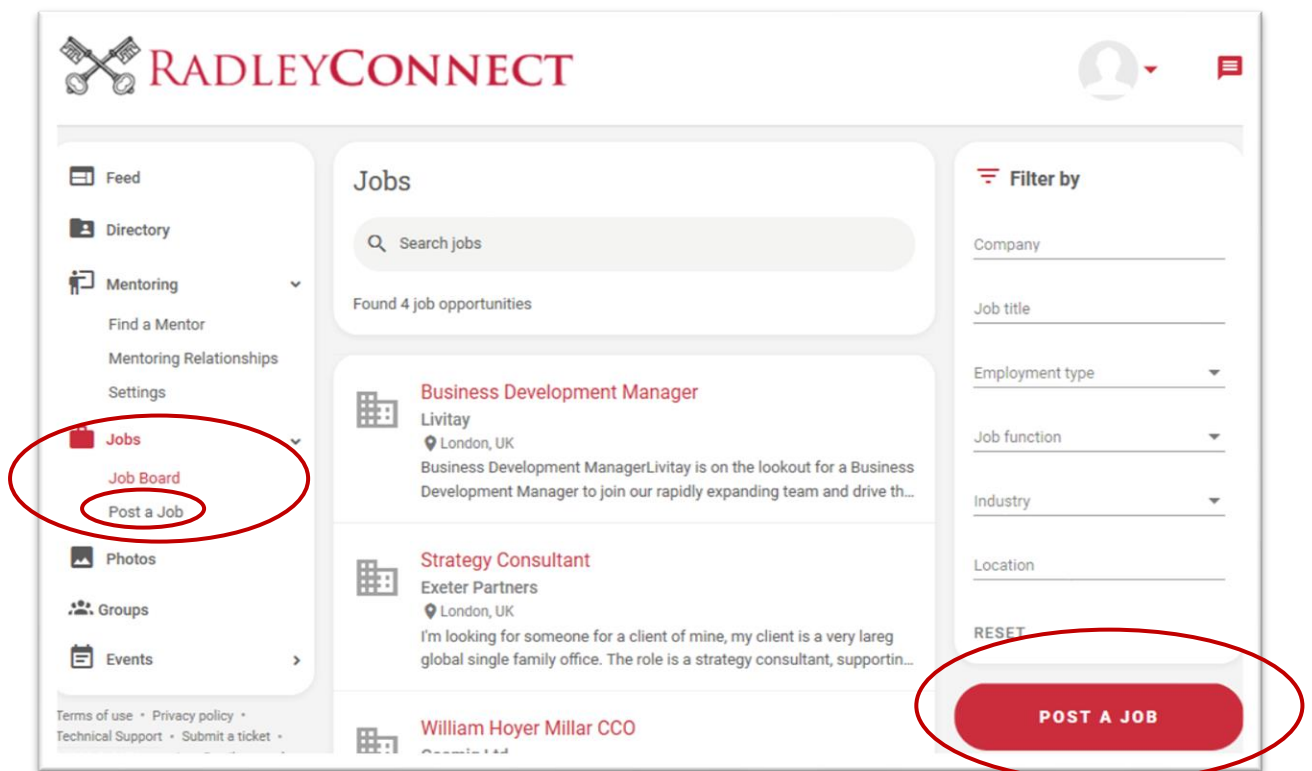 RADLEYCONNECT
Feed
Directory
Mentoring
Find a Mentor
Mentoring Relationships
Settings
Jobs
Job Board
Post a Job
Photos
Groups
Events
Terms of use • Privacy policy •
Technical Support • Submit a ticket •
Jobs
Search jobs
Found 4 job opportunities
Business Development Manager
Livitay
London, UK
Business Development ManagerLivitay is on the lookout for a Business
Development Manager to join our rapidly expanding team and drive th...
Strategy Consultant
Exeter Partners
London, UK
I'm looking for someone for a client of mine, my client is a very lareg
global single family office. The role is a strategy consultant, supportin...
William Hoyer Millar CCO
Filter by
Company
Job title
Employment type
Job function
Industry
Location
RESET
POST A JOB